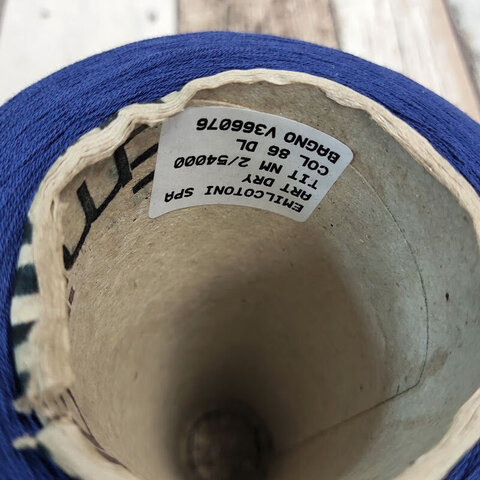 EMILCOTONI SPA
ART DRY
TIT NM 2/54000
COL 86 DL
BAGNO V366076